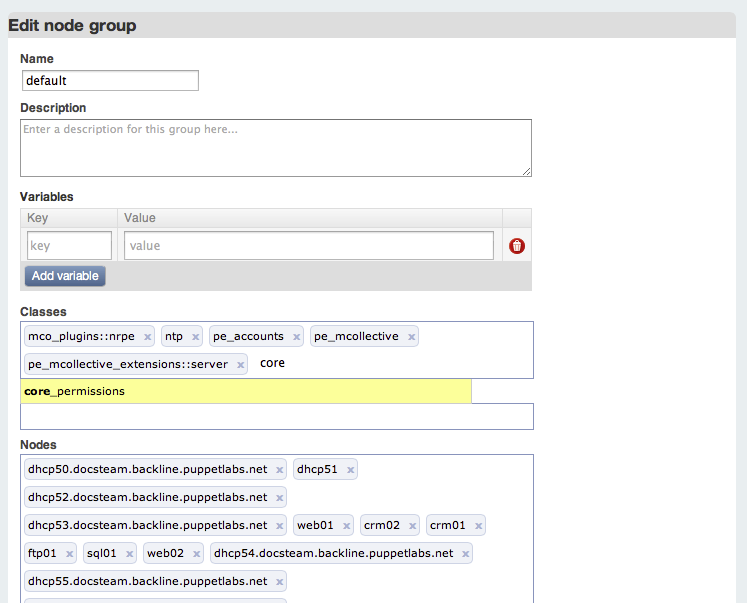 Edit node group
Name
default
Description
Enter a description for this group here...
Variables
Key Value
key value
Add variable
Classes
mco_plugins::nrpe x ntp x pe_accounts x pe_mcollective x
pe_mcollective_extensions::server x core
core_permissions
Nodes
dhcp50.docsteam.backline.puppetlabs.net x dhcp51 x
dhcp52.docsteam.backline.puppetlabs.net x
dhcp53.docsteam.backline.puppetlabs.net x web01 x crm02 x crm01 x
ftp01 x sql01 x web02 x dhcp54.docsteam.backline.puppetlabs.net x
dhcp55.docsteam.backline.puppetlabs.net x